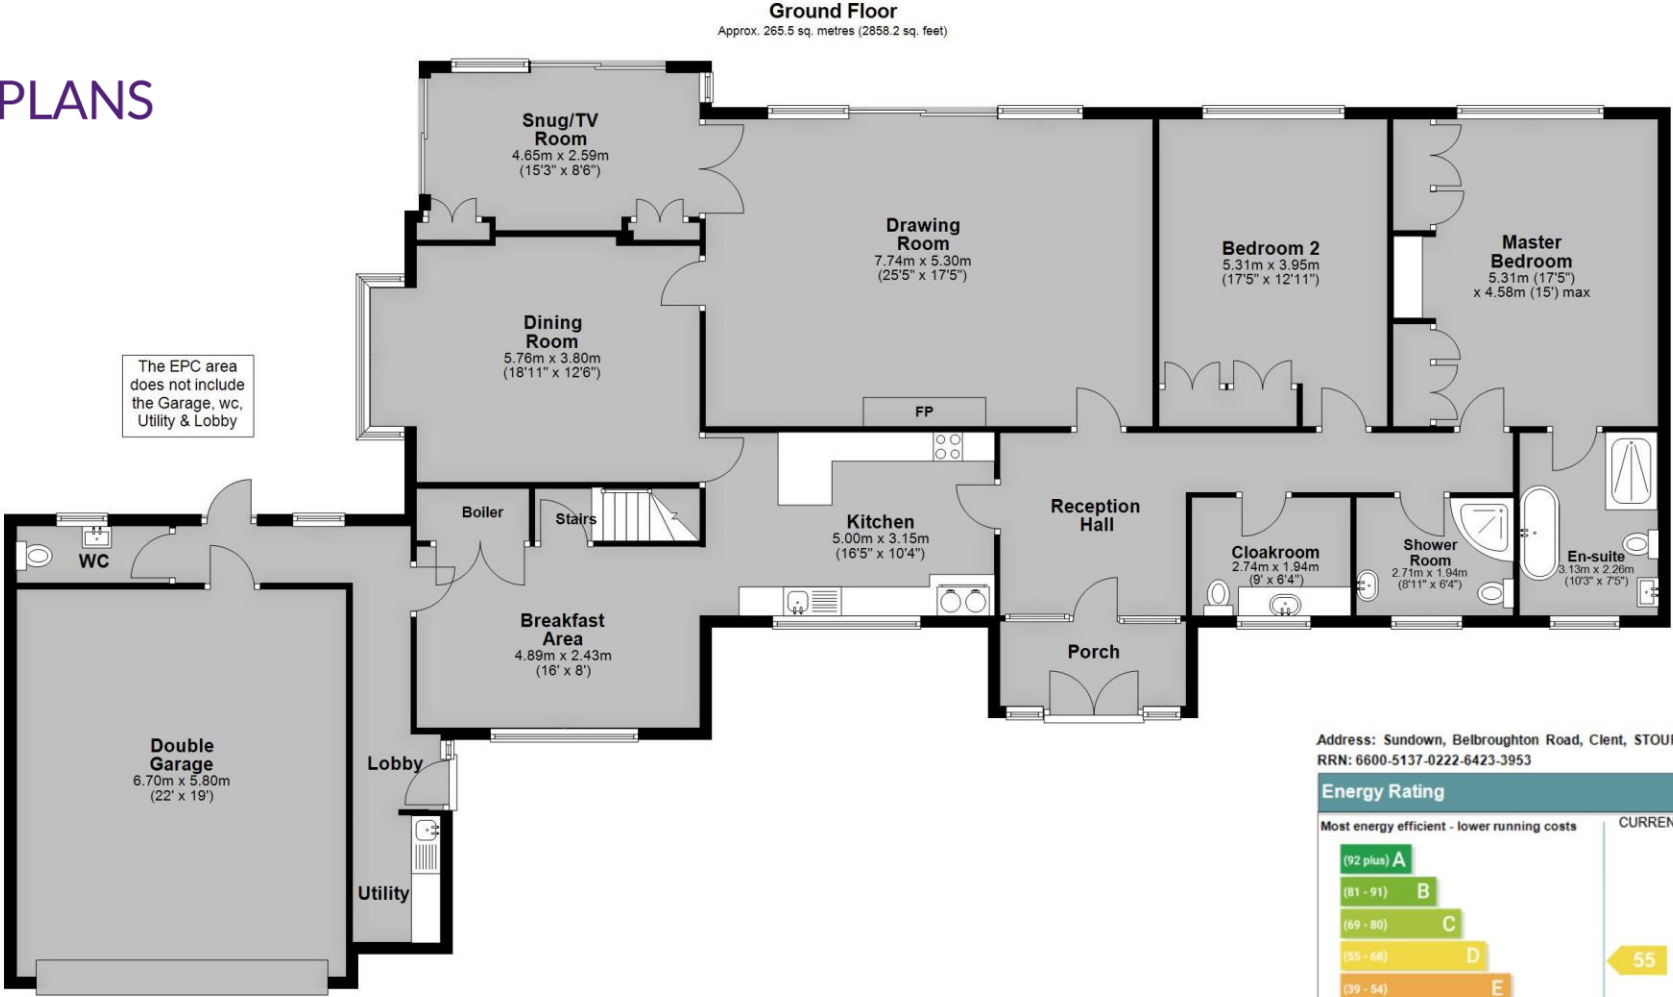 Ground Floor
Approx. 265.5 sq. metres (2858.2 sq. feet)
PLANS
Snug/TV
Room
4.65m x 2.59m
(15'3" x 8'6")
Drawing
Room
7.74m x 5.30m
(25'5" x 17'5")
FP
Bedroom 2
5.31m x 3.95m
(17'5" x 12'11")
Master
Bedroom
5.31m (17'5")
x 4.58m (15') max
Dining
Room
5.76m x 3.80m
(18'11" x 12'6")
The EPC area
does not include
the Garage, wc,
Utility & Lobby
Boiler
Stairs
Kitchen
5.00m x 3.15m
(16'5" x 10'4")
Reception
Hall
Cloakroom
2.74m x 1.94m
(9' x 6'4")
Shower
Room
2.71m x 1.94m
(8'11" x 6'4")
En-suite
3.13m x 2.26m
(10'3" x 7'5")
WC
Breakfast
Area
4.89m x 2.43m
(16' x 8')
Porch
Double
Garage
6.70m x 5.80m
(22' x 19')
Lobby
Utility
Address: Sundown, Belbroughton Road, Clent, STOU
RRN: 6600-5137-0222-6423-3953
Energy Rating
Most energy efficient - lower running costs
CURREN
(92 plus) A
(81 - 91) B
(69 - 80) C
(55 - 68) D
55
(39 - 54) E